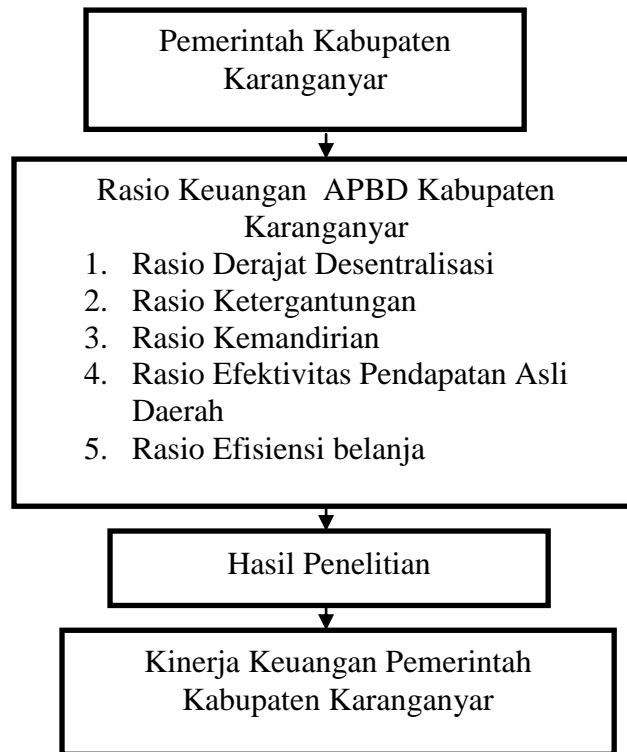 Pemerintah Kabupaten
Karanganyar
Rasio Keuangan  APBD Kabupaten
Karanganyar
1. Rasio Derajat Desentralisasi
2. Rasio Ketergantungan
3. Rasio Kemandirian
4. Rasio Efektivitas Pendapatan Asli
Daerah
5. Rasio Efisiensi belanja
Hasil Penelitian
Kinerja Keuangan Pemerintah
Kabupaten Karanganyar